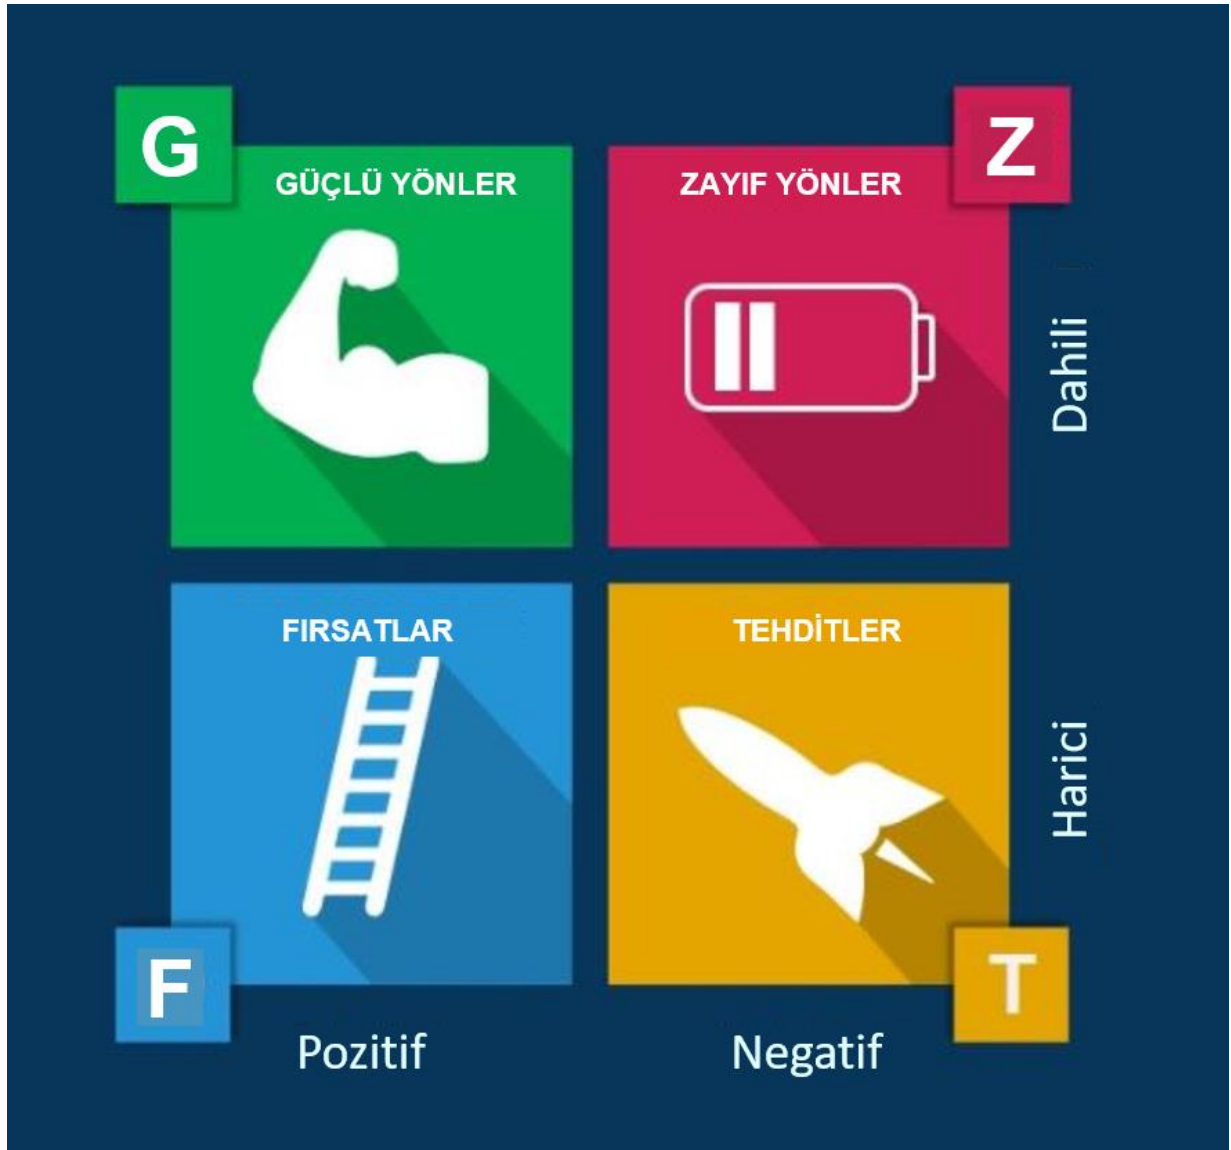 G
GÜÇLÜ YÖNLER
Z
ZAYIF YÖNLER
Dahili
FIRSATLAR
F
TEHDİTLER
T
Harici
Pozitif
Negatif